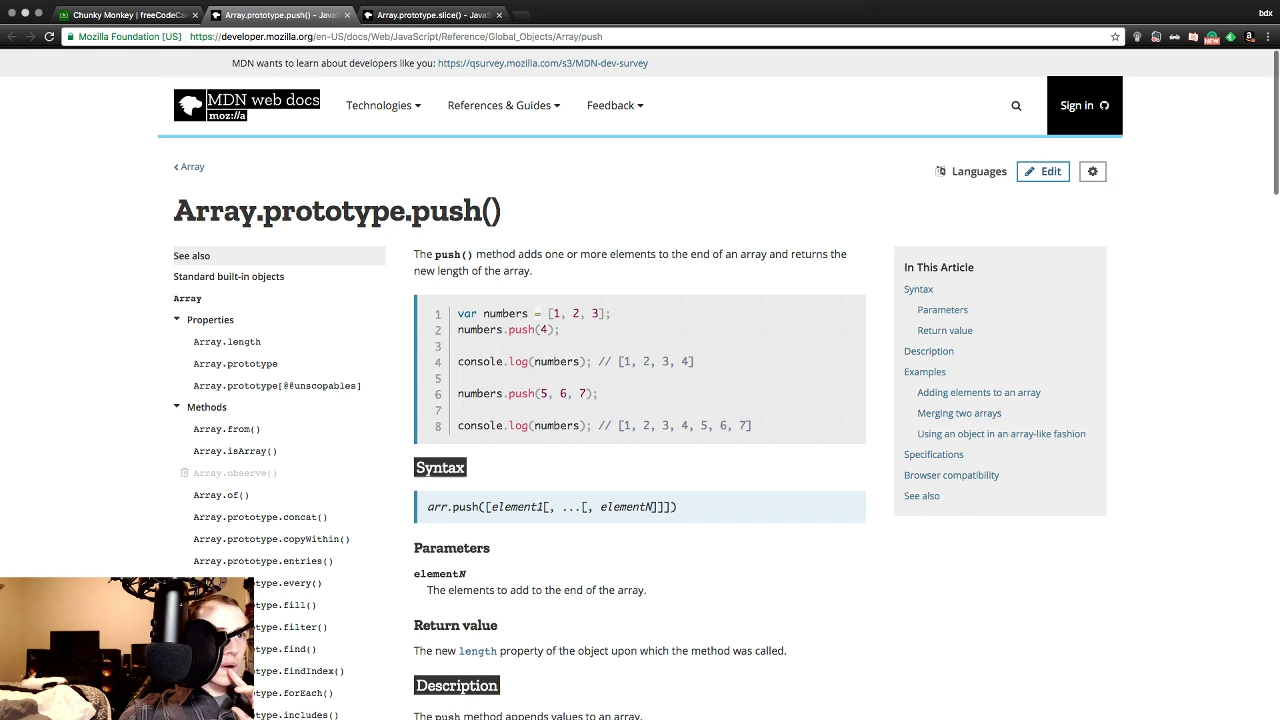 Chunky Monkey | freeCodeCa
Array.prototype.push() - Java
Array.prototype.slice() - Java
bdx
Mozilla Foundation [US]
https://developer.mozilla.org/en-US/docs/Web/JavaScript/Reference/Global_Objects/Array/push
NEW
MDN wants to learn about developers like you: https://qsurvey.mozilla.com/s3/MDN-dev-survey
MDN web docs
moz://a
Technologies
References & Guides
Feedback
Sign in
Array
Languages
Edit
Array.prototype.push()
See also
Standard built-in objects
Array
Properties
Array.length
Array.prototype
Array.prototype[@@unscopables]
Methods
Array.from()
Array.isArray()
Array.observe()
Array.of()
Array.prototype.concat()
Array.prototype.copyWithin()
Array.prototype.entries()
type.every()
type.fill()
otype.filter()
otype.find()
otype.findIndex()
otype.forEach()
totype.includes()
The push() method adds one or more elements to the end of an array and returns the
new length of the array.
1 var numbers = [1, 2, 3];
2 numbers.push(4);
3
4 console.log(numbers); // [1, 2, 3, 4]
5
6 numbers.push(5, 6, 7);
7
8 console.log(numbers); // [1, 2, 3, 4, 5, 6, 7]
Syntax
arr.push([element1[, ...[, elementN]]])
Parameters
elementN
The elements to add to the end of the array.
Return value
The new length property of the object upon which the method was called.
Description
The push method appends values to an array.
In This Article
Syntax
Parameters
Return value
Description
Examples
Adding elements to an array
Merging two arrays
Using an object in an array-like fashion
Specifications
Browser compatibility
See also